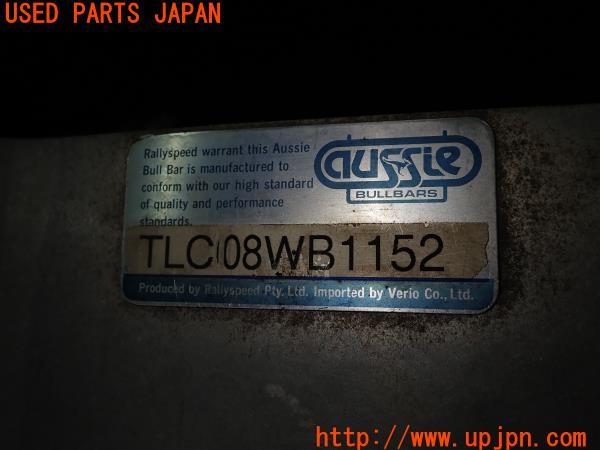 USED PARTS JAPAN
Rallyspeed warrant this Aussie
Bull Bar is manufactured to
conform with our high standard
of quality and performance
standards.
aussie
BULLBARS
TLC08WB1152
Produced by Rallyspeed Pty. Ltd. Imported by Verio Co., Ltd.
http://www.upjpn.com/